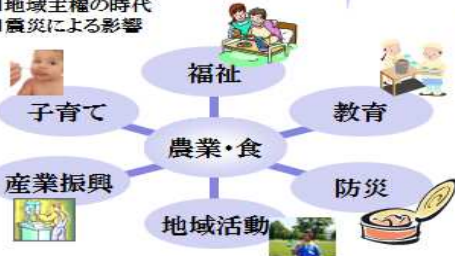 地域主権の時代
震災による影響
福祉
子育て
教育
農業・食
産業振興
防災
地域活動